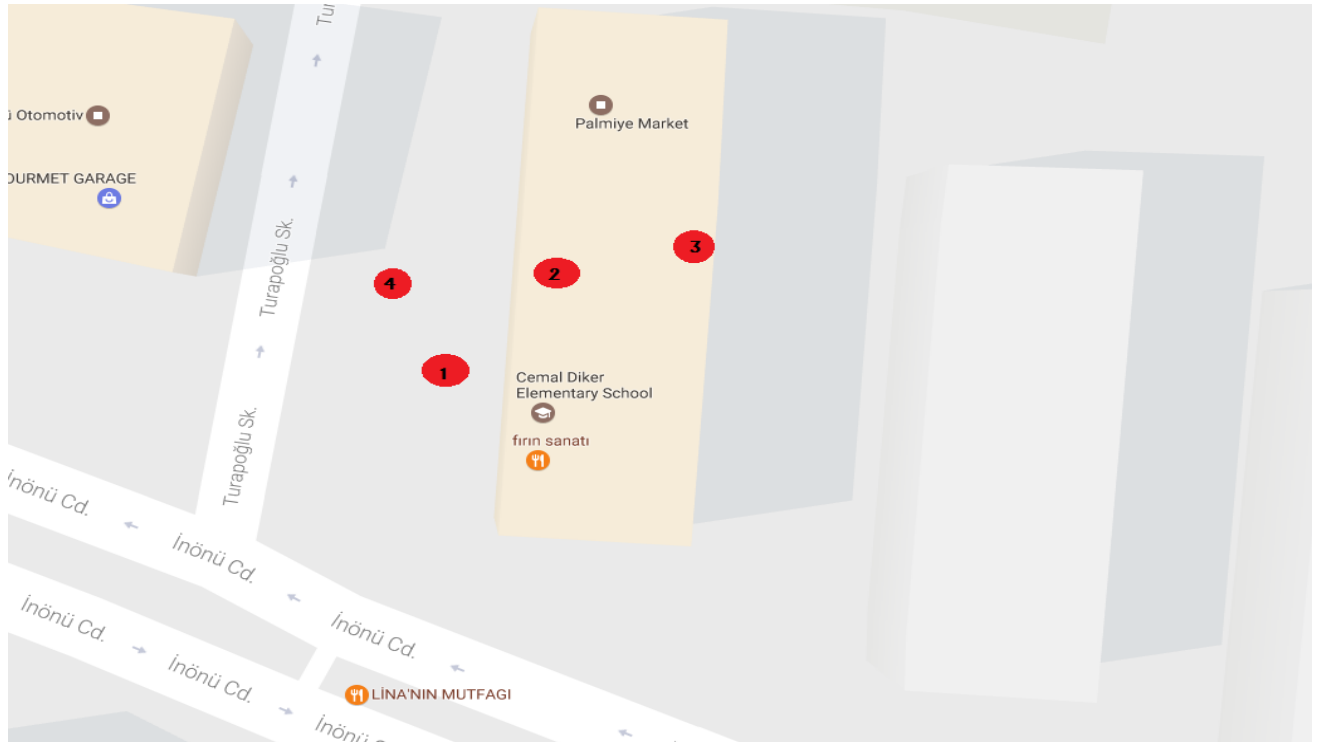 Tu
ü Otomotiv
Palmiye Market
OURMET GARAGE
Turapoğlu Sk.
3
2
4
1
Cemal Diker
Elementary School
fırın sanatı
Turapoğlu Sk.
İnönü Cd.
İnönü Cd.
İnönü Cd.
İnönü Cd.
İnönü Cd.
İnönü C
LİNA'NIN MUTFAGI